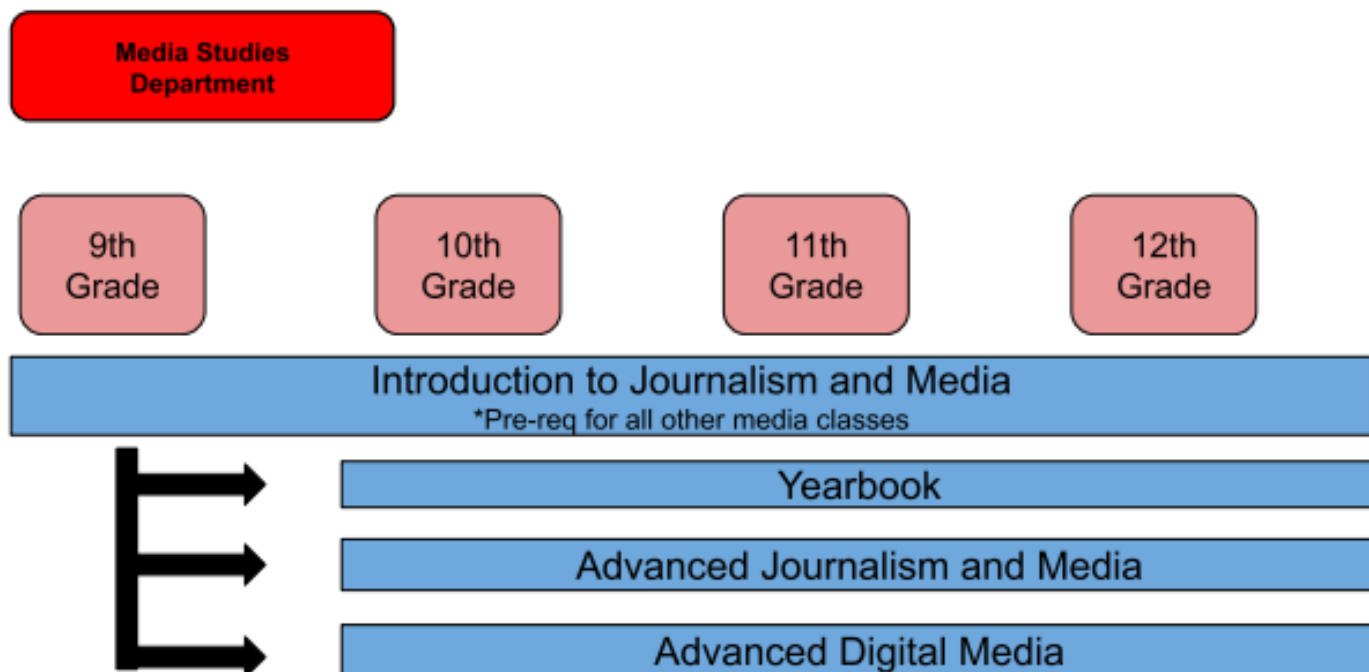 Media Studies
Department
9th
Grade
10th
Grade
11th
Grade
12th
Grade
Introduction to Journalism and Media
*Pre-req for all other media classes
Yearbook
Advanced Journalism and Media
Advanced Digital Media